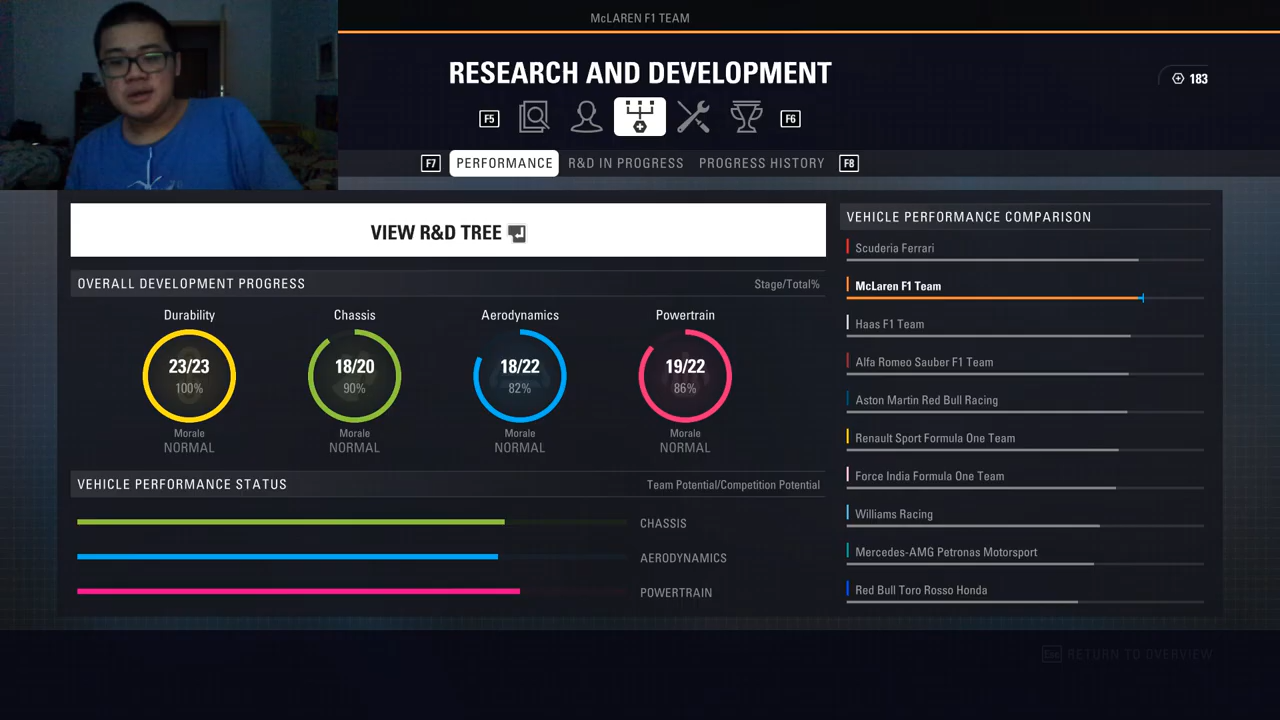 McLAREN F1 TEAM
RESEARCH AND DEVELOPMENT
183
F5
F6
F7
PERFORMANCE
R&D IN PROGRESS
PROGRESS HISTORY
F8
VIEW R&D TREE
OVERALL DEVELOPMENT PROGRESS
Stage/Total%
Durability
Chassis
Aerodynamics
Powertrain
23/23
18/20
18/22
19/22
100%
90%
82%
86%
Morale
Morale
Morale
Morale
NORMAL
NORMAL
NORMAL
NORMAL
VEHICLE PERFORMANCE STATUS
Team Potential/Competition Potential
CHASSIS
AERODYNAMICS
POWERTRAIN
VEHICLE PERFORMANCE COMPARISON
Scuderia Ferrari
McLaren F1 Team
Haas F1 Team
Alfa Romeo Sauber F1 Team
Aston Martin Red Bull Racing
Renault Sport Formula One Team
Force India Formula One Team
Williams Racing
Mercedes-AMG Petronas Motorsport
Red Bull Toro Rosso Honda
Esc RETURN TO OVERVIEW